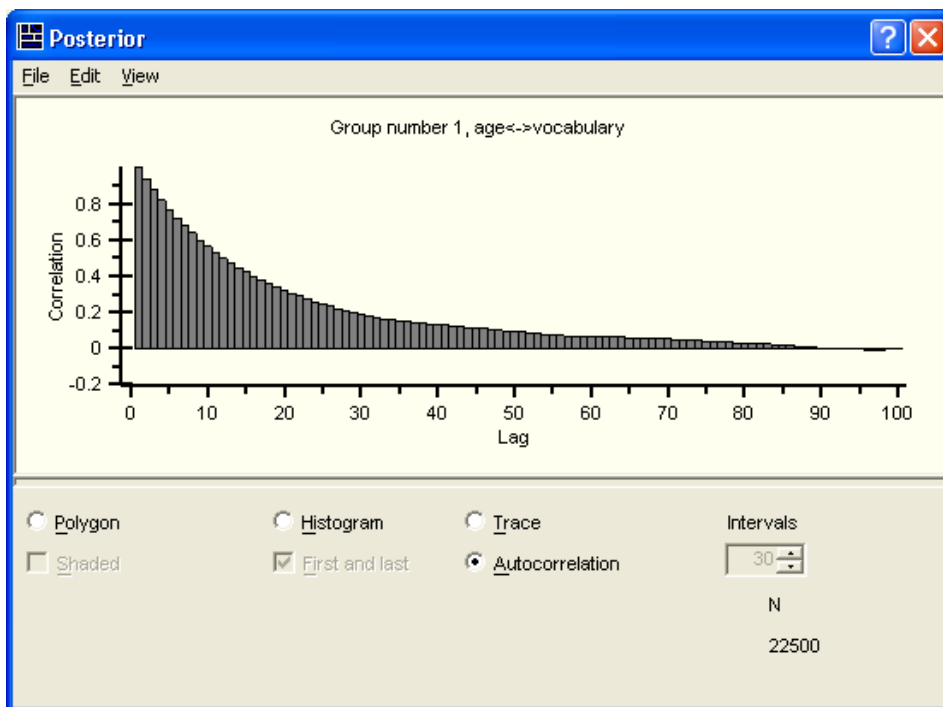 Posterior
File Edit View
Group number 1, age<->vocabulary
Correlation
0.8
0.6
0.4
0.2
0
-0.2
0 10 20 30 40 50 60 70 80 90 100
Lag
Polygon Histogram Trace Intervals
Shaded First and last Autocorrelation 30
N
22500